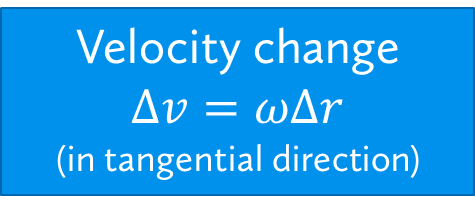 Velocity change
Δ𝑣 = 𝜔Δ𝑟
(in tangential direction)